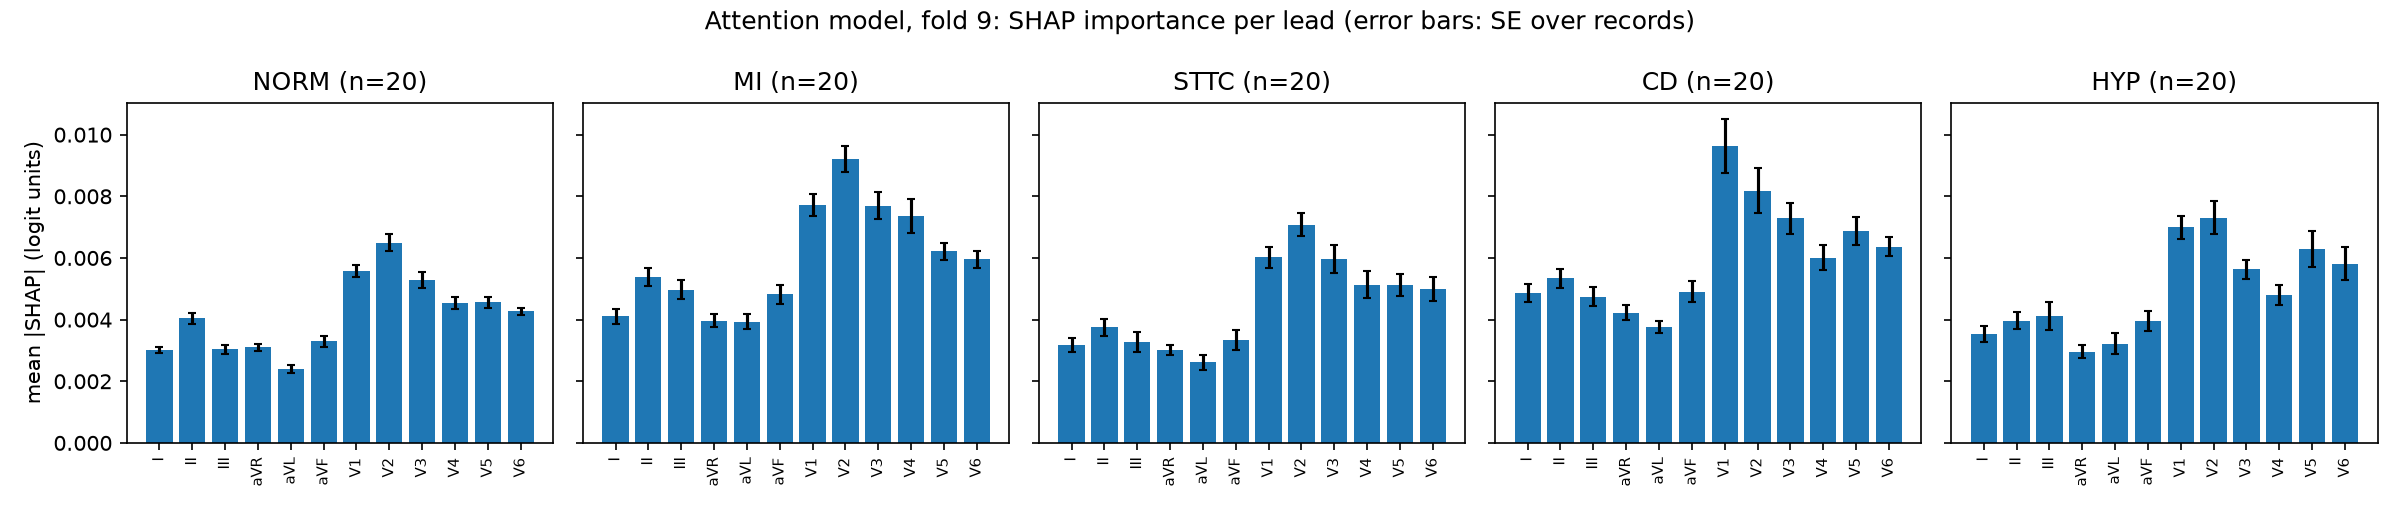 Attention model, fold 9: SHAP importance per lead (error bars: SE over records)
NORM (n=20)
MI (n=20)
STTC (n=20)
CD (n=20)
HYP (n=20)
mean |SHAP| (logit units)
0.010
0.008
0.006
0.004
0.002
0.000
I II III aVR aVL aVF V1 V2 V3 V4 V5 V6
I II III aVR aVL aVF V1 V2 V3 V4 V5 V6
I II III aVR aVL aVF V1 V2 V3 V4 V5 V6
I II III aVR aVL aVF V1 V2 V3 V4 V5 V6
I II III aVR aVL aVF V1 V2 V3 V4 V5 V6